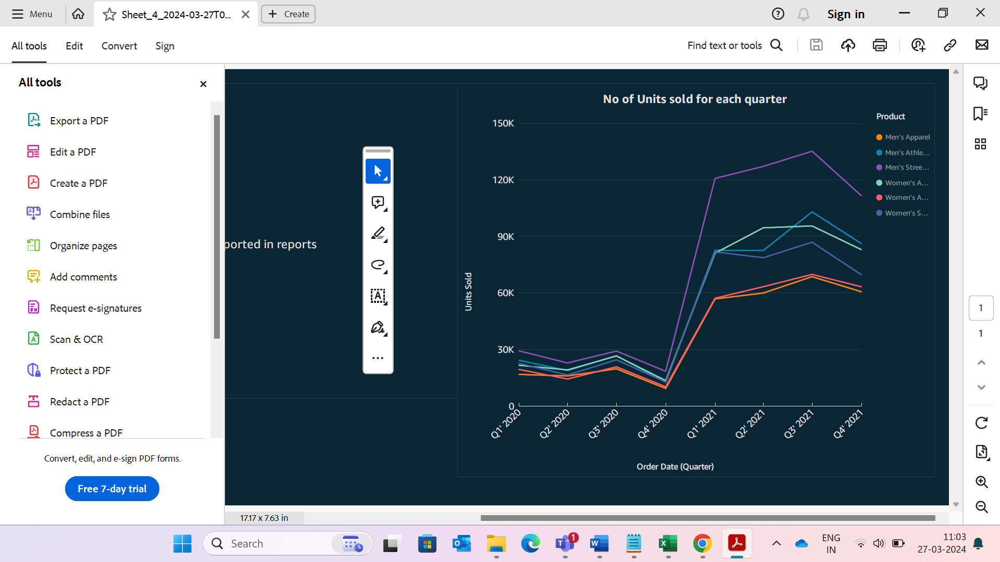 Menu
Sheet_4_2024-03-27T0...
Create
Sign in
All tools
Edit
Convert
Sign
Find text or tools
All tools
Export a PDF
Edit a PDF
Create a PDF
Combine files
Organize pages
Add comments
Request e-signatures
Scan & OCR
Protect a PDF
Redact a PDF
Compress a PDF
Convert, edit, and e-sign PDF forms.
Free 7-day trial
ported in reports
No of Units sold for each quarter
Product
Men's Apparel
Men's Athle...
Men's Stree...
Women's A...
Women's A...
Women's S...
150K
120K
90K
60K
30K
0
Units Sold
Q1' 2020
Q2' 2020
Q3' 2020
Q4' 2020
Q1' 2021
Q2' 2021
Q3' 2021
Q4' 2021
Order Date (Quarter)
1
1
17.17 x 7.63 in
Search
1
ENG
IN
11:03
27-03-2024